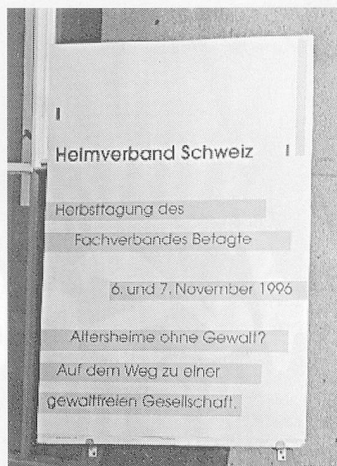 Heimverband Schweiz
Herbsttagung des
Fachverbandes Betagte
6. und 7. November 1996
Altersheime ohne Gewalt?
Auf dem Weg zu einer
gewaltfreien Gesellschaft.